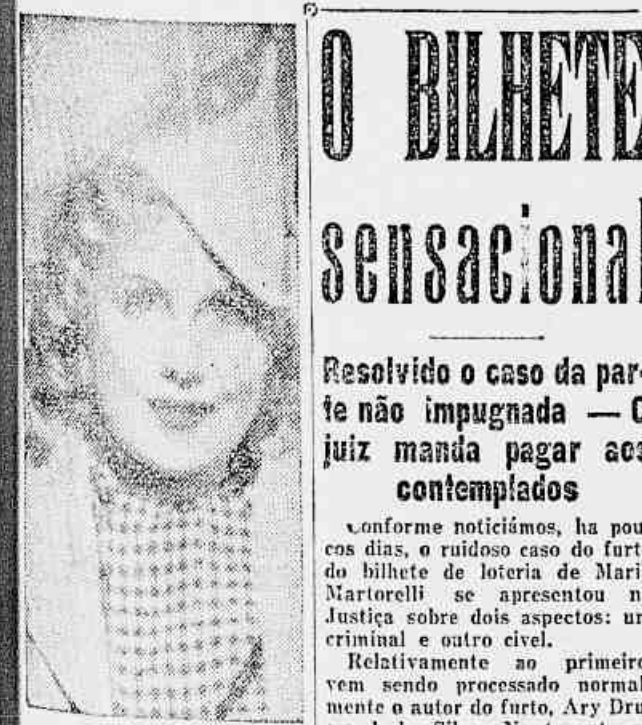 O BILHETE
sensacional
Resolvido o caso da par-
te não impugnada —
juiz manda pagar aos
contemplados
Conforme noticiámos, ha pou
cos dias, o ruidoso caso do furt
do bilhete de loteria de Mari
Martorelli se apresentou n
Justiça sobre dois aspectos: um
criminal e outro civel.
Relativamente ao primeiro
vem sendo processado normal
mente o autor do furto, Ary Dru